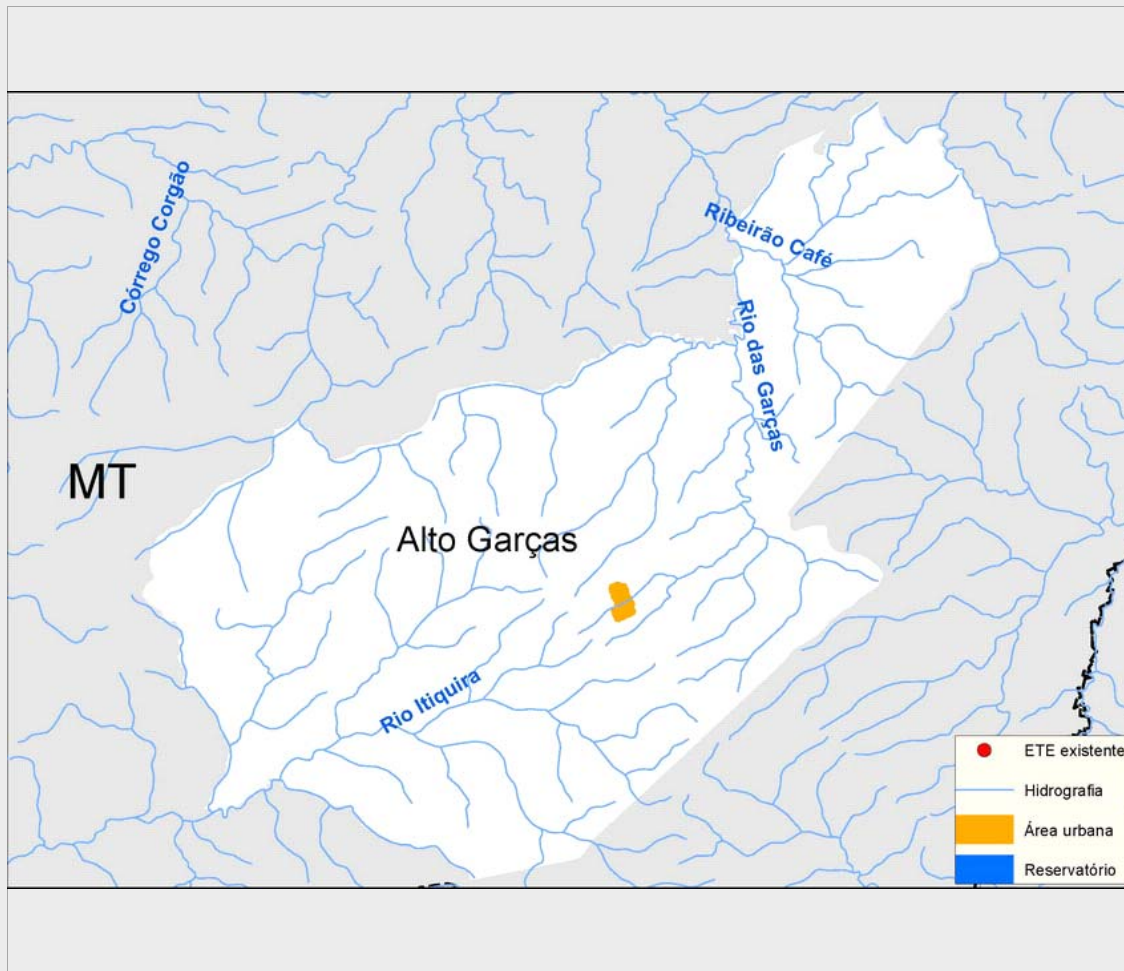 Córrego Corgão
Ribeirão Café
Rio das Garças
MT
Alto Garças
Rio Itiquira
ETE existente
Hidrografia
Área urbana
Reservatório